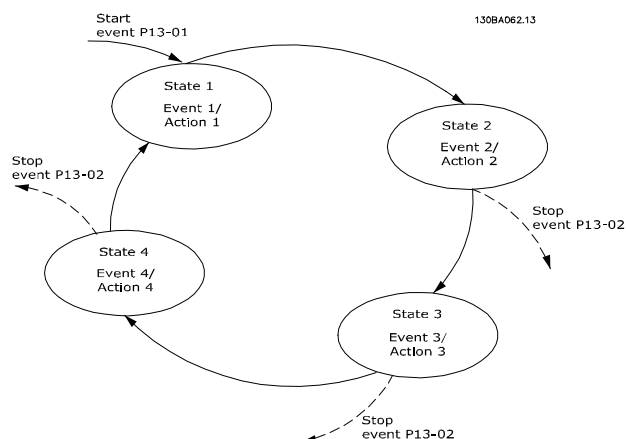 Start
event P13-01
130BA062.13
State 1
Event 1/
Action 1
State 2
Event 2/
Action 2
Stop
event P13-02
Stop
event P13-02
State 4
Event 4/
Action 4
State 3
Event 3/
Action 3
Stop
event P13-02